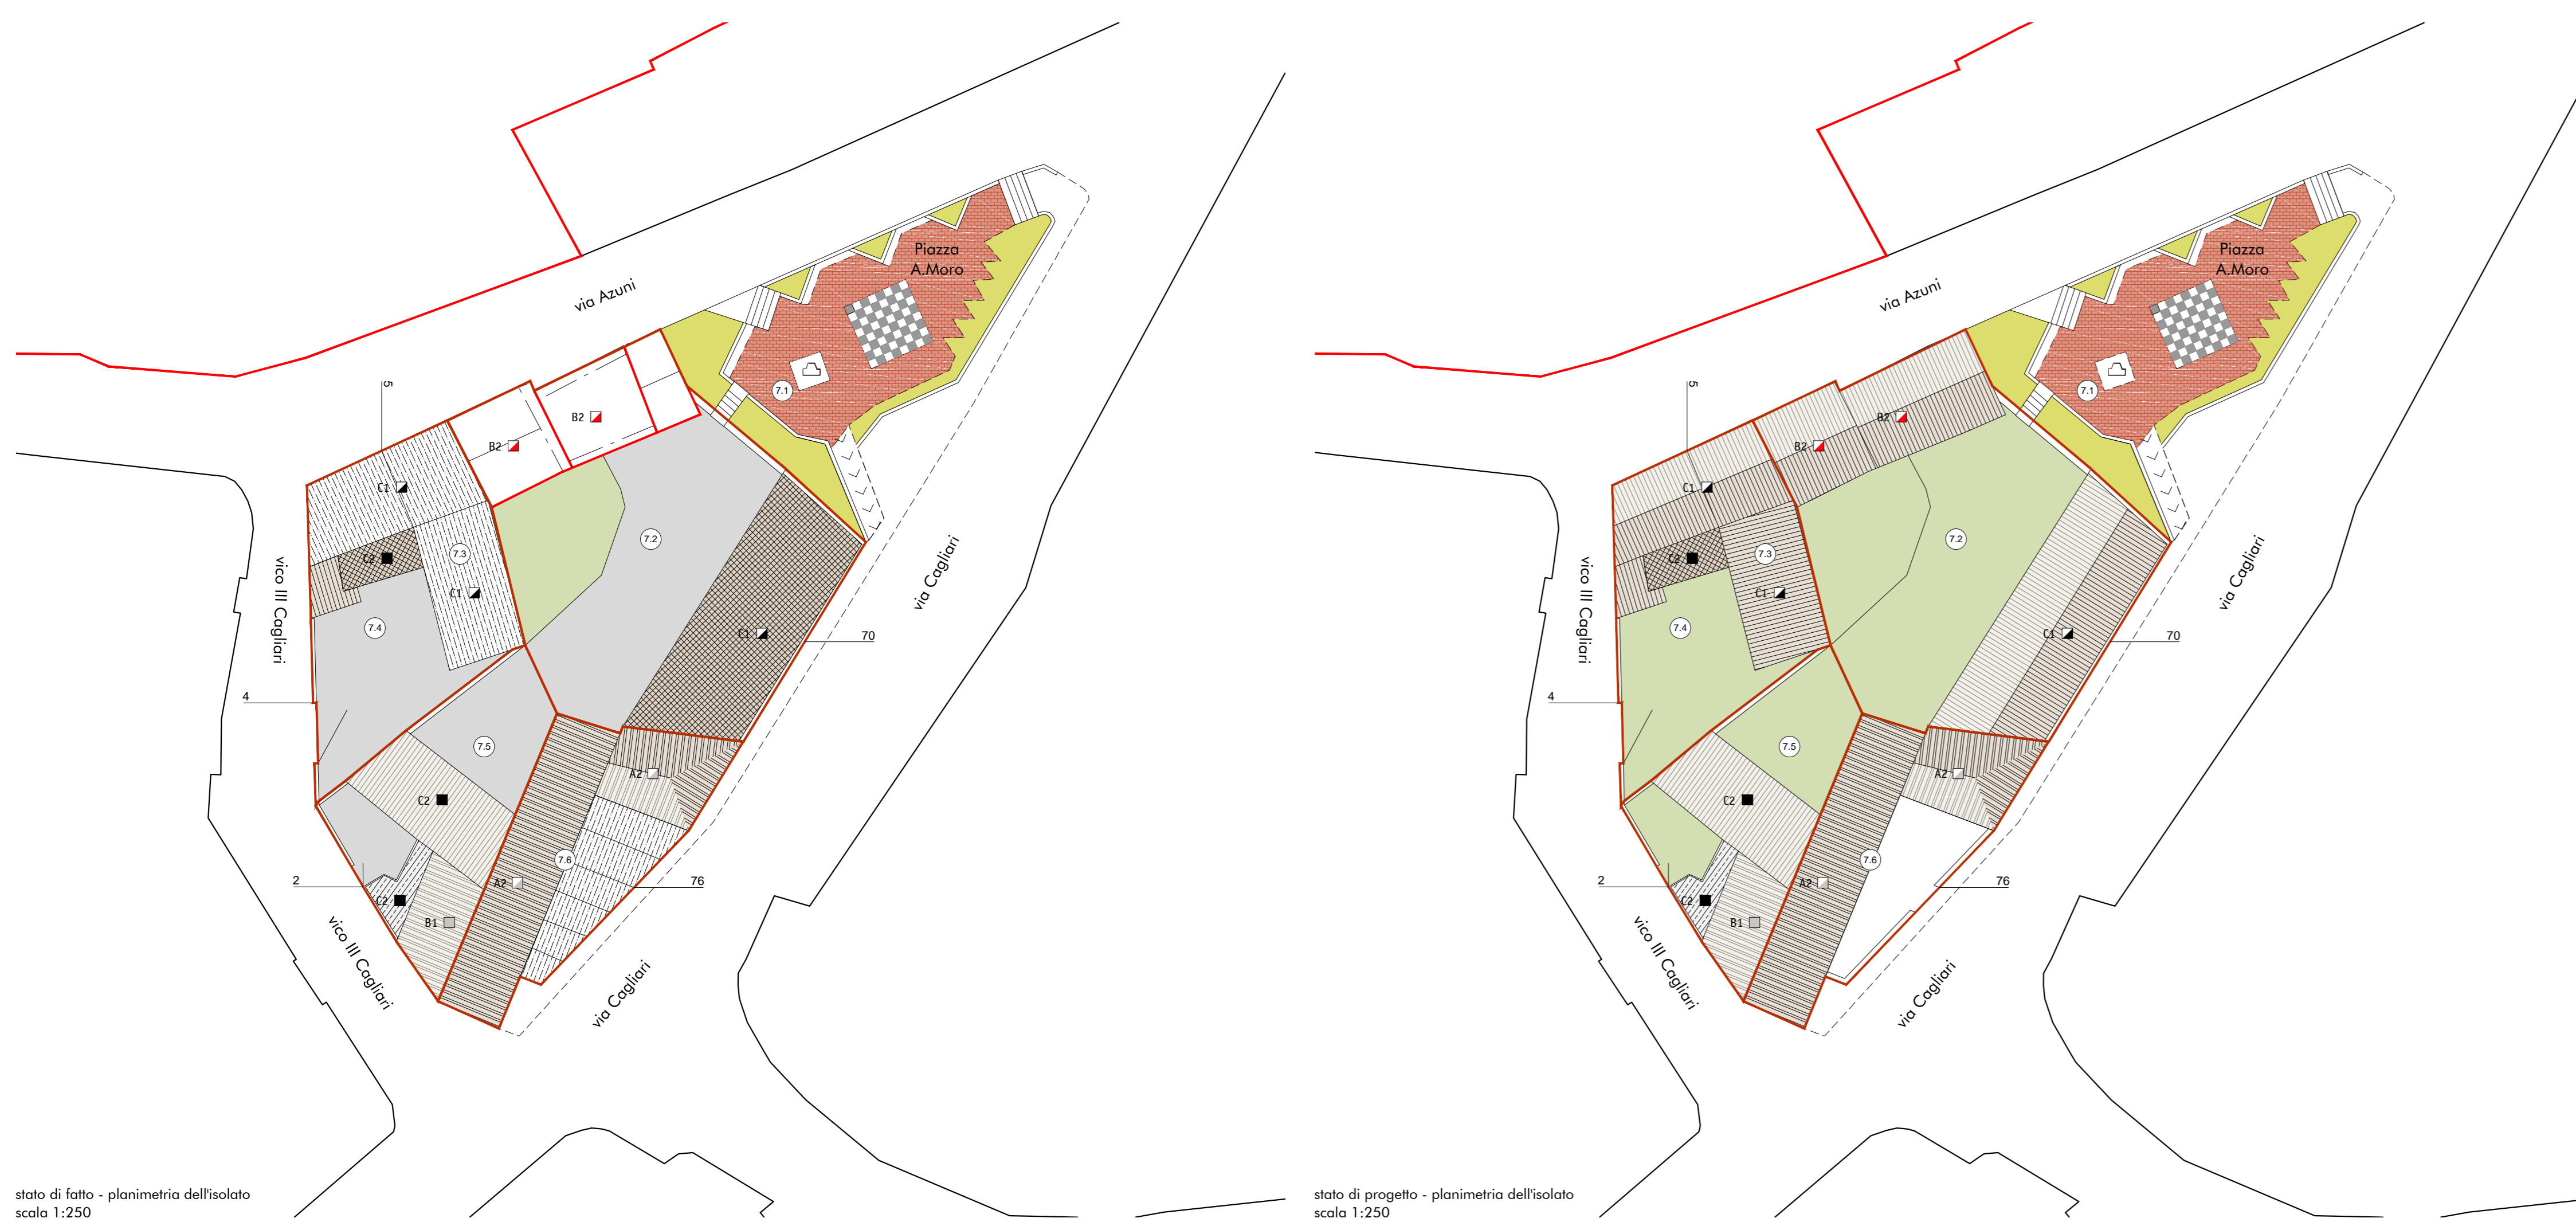 via Azuni
Piazza
A.Moro
7.1
5
B2
B2
C1
7.2
C2
7.3
C1
vico III Cagliari
via Cagliari
7.4
C1
70
4
7.5
A2
C2
7.6
2
A2
76
C2
B1
vico III Cagliari
via Cagliari
stato di fatto - planimetria dell'isolato
scala 1:250
via Azuni
Piazza
A.Moro
7.1
5
B2
B2
C1
7.2
C2
7.3
C1
vico III Cagliari
via Cagliari
7.4
C1
70
4
7.5
A2
C2
7.6
2
A2
76
C2
B1
vico III Cagliari
via Cagliari
stato di progetto - planimetria dell'isolato
scala 1:250